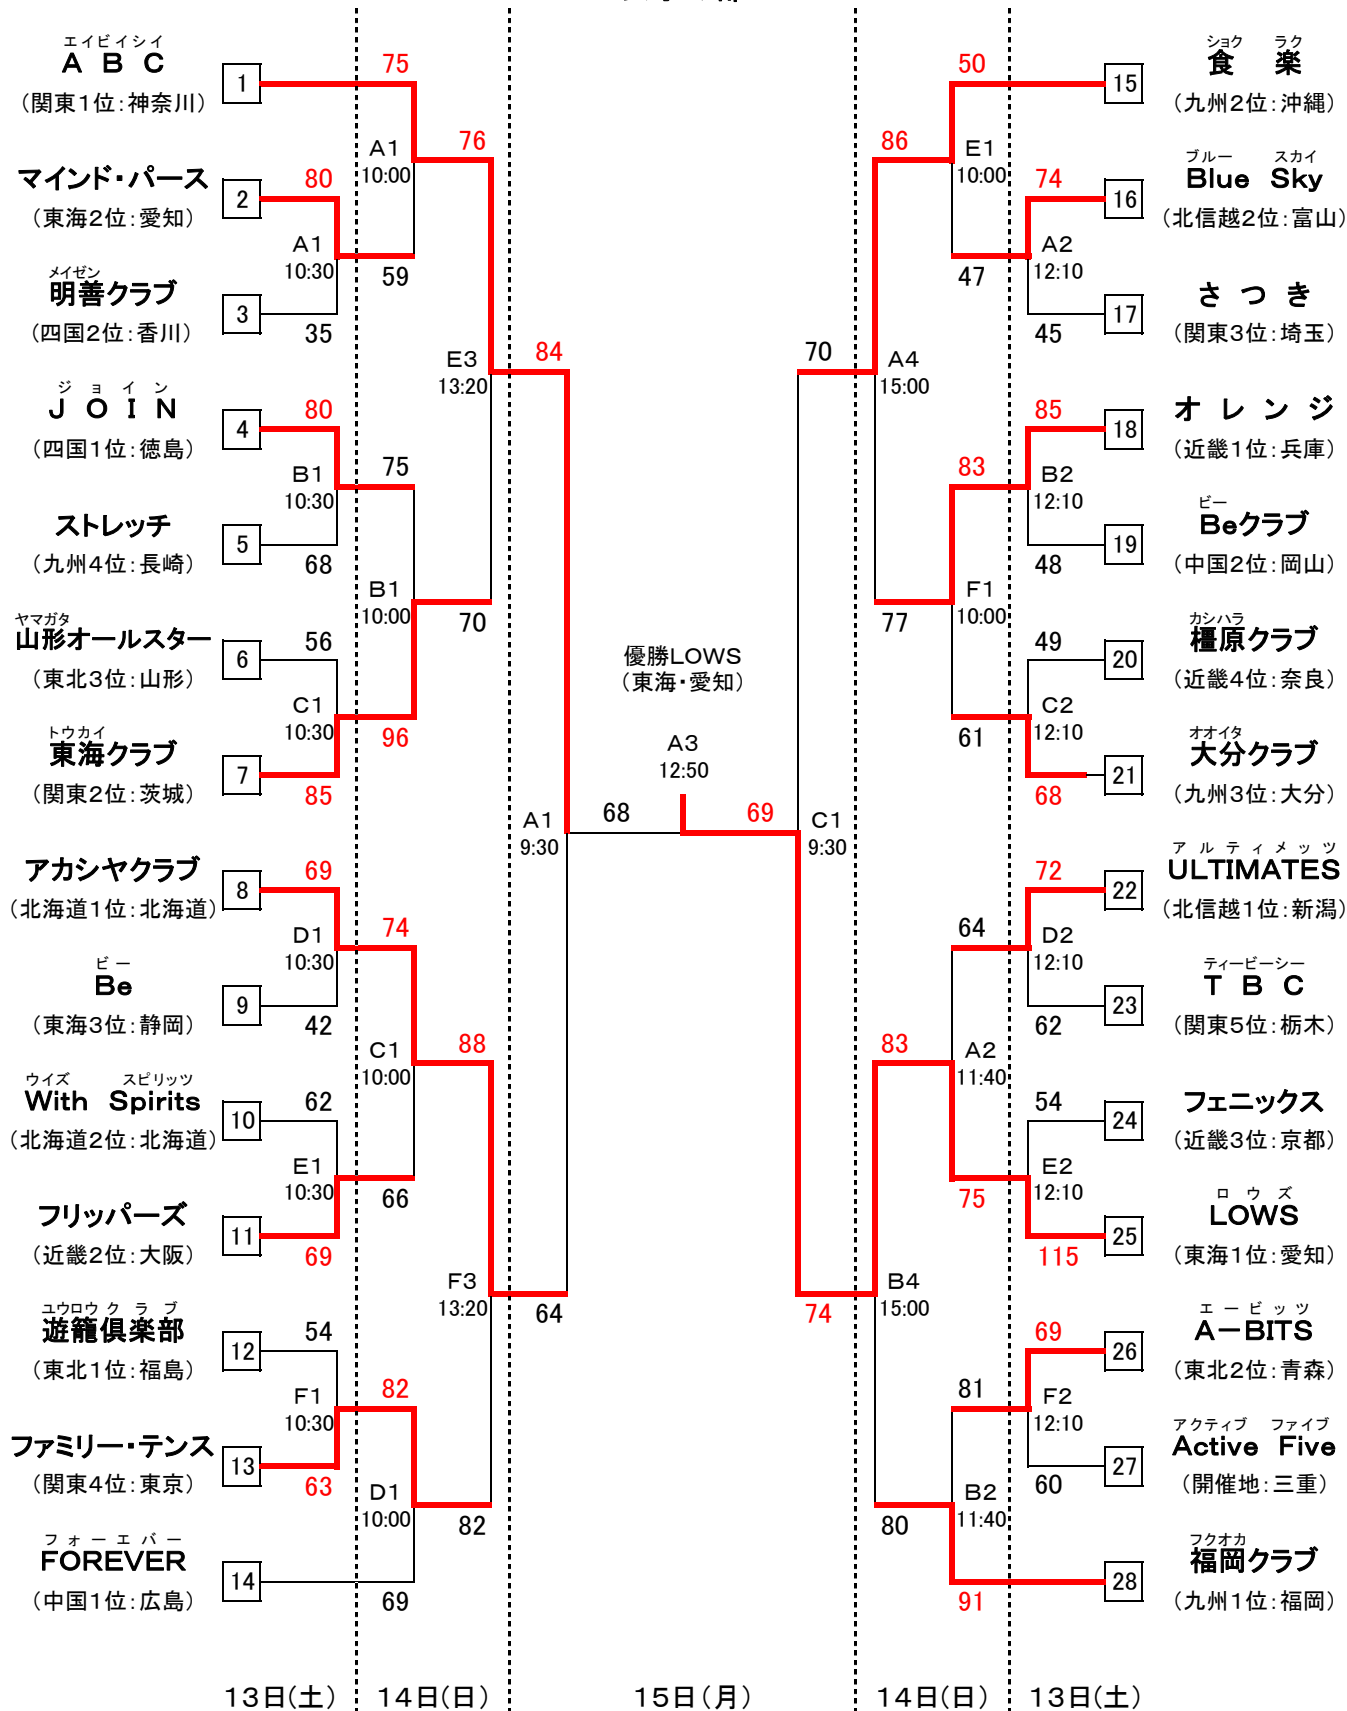 エイビイシイ
ＡＢＣ
1
（関東１位：神奈川）
75
A1
10:00
76
マインド・パース
80
2
（東海２位：愛知）
A1
10:30
59
メイゼン
明善クラブ
3
（四国２位：香川）
35
E3
13:20
84
ジョイン
ＪＯＩＮ
80
4
（四国１位：徳島）
75
B1
10:30
ストレッチ
5
（九州４位：長崎）
68
B1
10:00
70
ヤマガタ
山形オールスター
56
6
（東北３位：山形）
C1
10:30
96
トウカイ
東海クラブ
7
（関東２位：茨城）
85
A1
9:30
68
アカシヤクラブ
69
8
（北海道１位：北海道）
74
D1
10:30
ビー
Be
9
（東海３位：静岡）
42
C1
10:00
88
ウイズ　スピリッツ
With Spirits
62
10
（北海道２位：北海道）
E1
10:30
66
フリッパーズ
11
（近畿２位：大阪）
69
F3
13:20
64
ユウロウクラブ
遊籠倶楽部
54
12
（東北１位：福島）
82
F1
10:30
ファミリー・テンス
13
（関東４位：東京）
63
D1
10:00
82
フォーエバー
FOREVER
14
（中国１位：広島）
69
優勝LOWS
（東海・愛知）
A3
12:50
69
ショク　ラク
食　楽
50
15
（九州２位：沖縄）
86
E1
10:00
ブルー　スカイ
Blue Sky
74
16
（北信越２位：富山）
A2
12:10
47
さつき
17
（関東３位：埼玉）
45
70
A4
15:00
オレンジ
85
18
（近畿１位：兵庫）
83
B2
12:10
ビー
Beクラブ
19
（中国２位：岡山）
48
F1
10:00
77
カシハラ
橿原クラブ
49
20
（近畿４位：奈良）
C2
12:10
61
オオイタ
大分クラブ
21
（九州３位：大分）
68
C1
9:30
アルティメッツ
ULTIMATES
72
22
（北信越１位：新潟）
64
D2
12:10
ティービーシー
ＴＢＣ
23
（関東５位：栃木）
62
83
A2
11:40
フェニックス
54
24
（近畿３位：京都）
E2
12:10
75
ロウズ
LOWS
25
（東海１位：愛知）
115
B4
15:00
74
エービッツ
A－BITS
69
26
（東北２位：青森）
81
F2
12:10
アクティブ　ファイブ
Active Five
27
（開催地：三重）
60
B2
11:40
80
フクオカ
福岡クラブ
28
（九州１位：福岡）
91
13日(土)　14日(日)　15日(月)　14日(日)　13日(土)